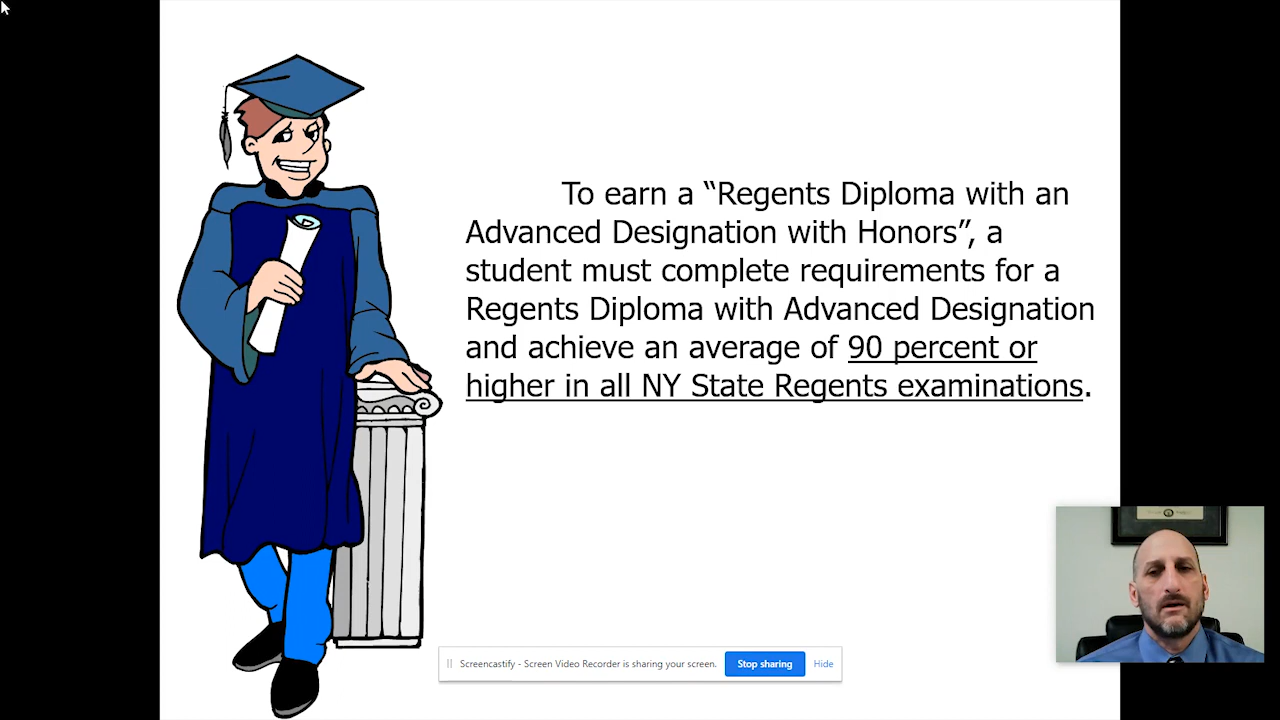 To earn a “Regents Diploma with an
Advanced Designation with Honors”, a
student must complete requirements for a
Regents Diploma with Advanced Designation
and achieve an average of 90 percent or
higher in all NY State Regents examinations.
Screencastify - Screen Video Recorder is sharing your screen. Stop sharing Hide